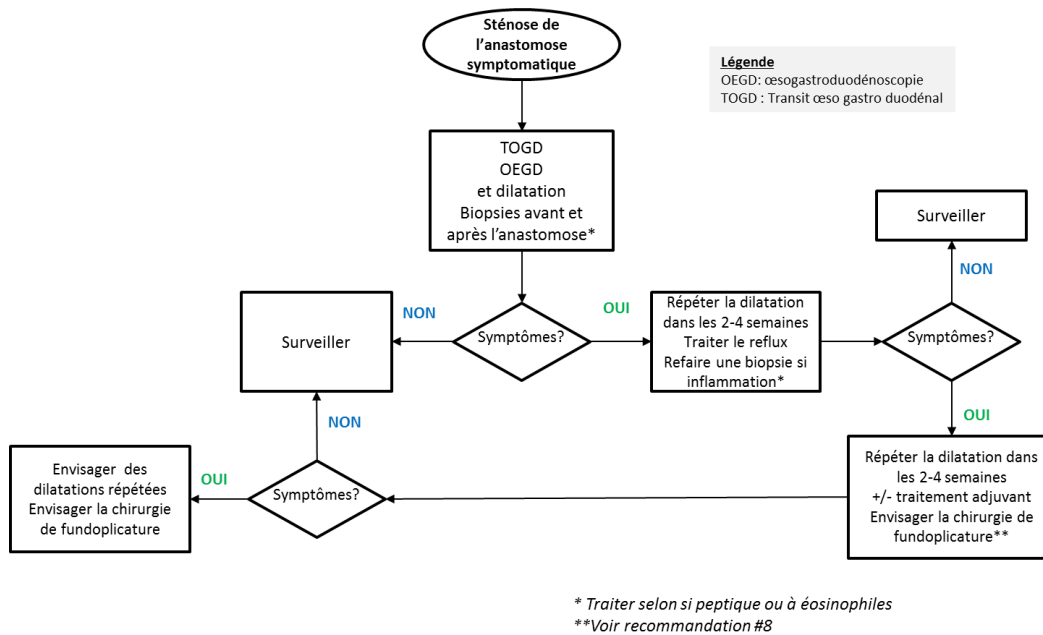 Sténose de
l'anastomose
symptomatique
Légende
OEGD: œsogastroduodénoscopie
TOGD : Transit œso gastro duodénal
TOGD
OEGD
et dilatation
Biopsies avant et
après l'anastomose*
Surveiller
NON
Surveiller
NON
Symptômes?
OUI
Répéter la dilatation
dans les 2-4 semaines
Traiter le reflux
Refaire une biopsie si
inflammation*
Symptômes?
OUI
NON
Envisager des
dilatations répétées
Envisager la chirurgie
de fundoplicature
OUI
Symptômes?
Répéter la dilatation dans
les 2-4 semaines
+/- traitement adjuvant
Envisager la chirurgie de
fundoplicature**
* Traiter selon si peptique ou à éosinophiles
**Voir recommandation #8